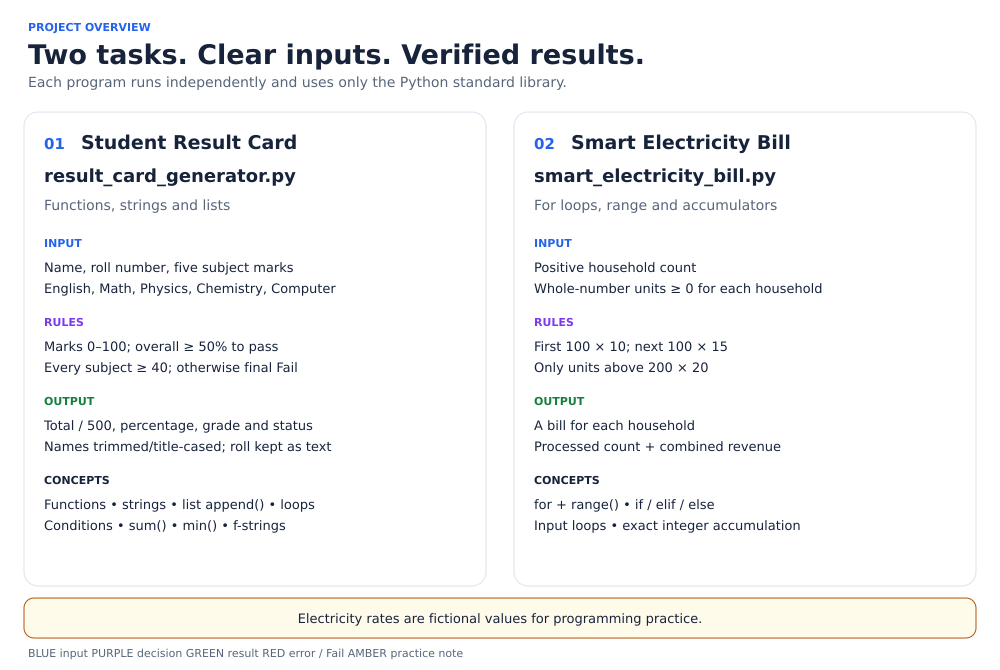 PROJECT OVERVIEW
Two tasks. Clear inputs. Verified results.
Each program runs independently and uses only the Python standard library.
01 Student Result Card
result_card_generator.py
Functions, strings and lists
INPUT
Name, roll number, five subject marks
English, Math, Physics, Chemistry, Computer
RULES
Marks 0–100; overall ≥ 50% to pass
Every subject ≥ 40; otherwise final Fail
OUTPUT
Total / 500, percentage, grade and status
Names trimmed/title-cased; roll kept as text
CONCEPTS
Functions • strings • list append() • loops
Conditions • sum() • min() • f-strings
02 Smart Electricity Bill
smart_electricity_bill.py
For loops, range and accumulators
INPUT
Positive household count
Whole-number units ≥ 0 for each household
RULES
First 100 × 10; next 100 × 15
Only units above 200 × 20
OUTPUT
A bill for each household
Processed count + combined revenue
CONCEPTS
for + range() • if / elif / else
Input loops • exact integer accumulation
Electricity rates are fictional values for programming practice.
BLUE input PURPLE decision GREEN result RED error / Fail AMBER practice note